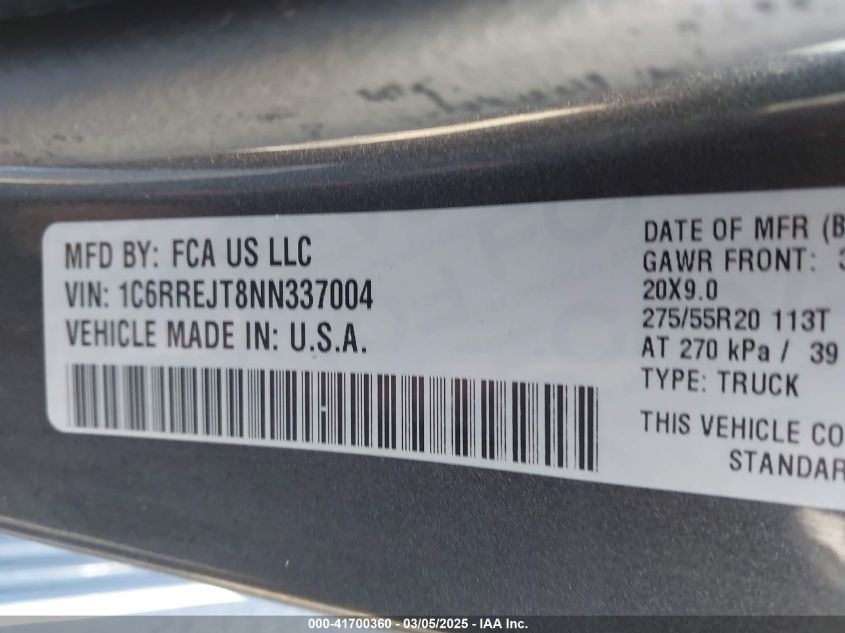 MFD BY: FCA US LLC
VIN: 1C6RREJT8NN337004
VEHICLE MADE IN: U.S.A.
DATE OF MFR (B
GAWR FRONT: 3
20X9.0
275/55R20 113T
AT 270 kPa / 39
TYPE: TRUCK
THIS VEHICLE CO
STANDAR
000-41700360 - 03/05/2025 - IAA Inc.